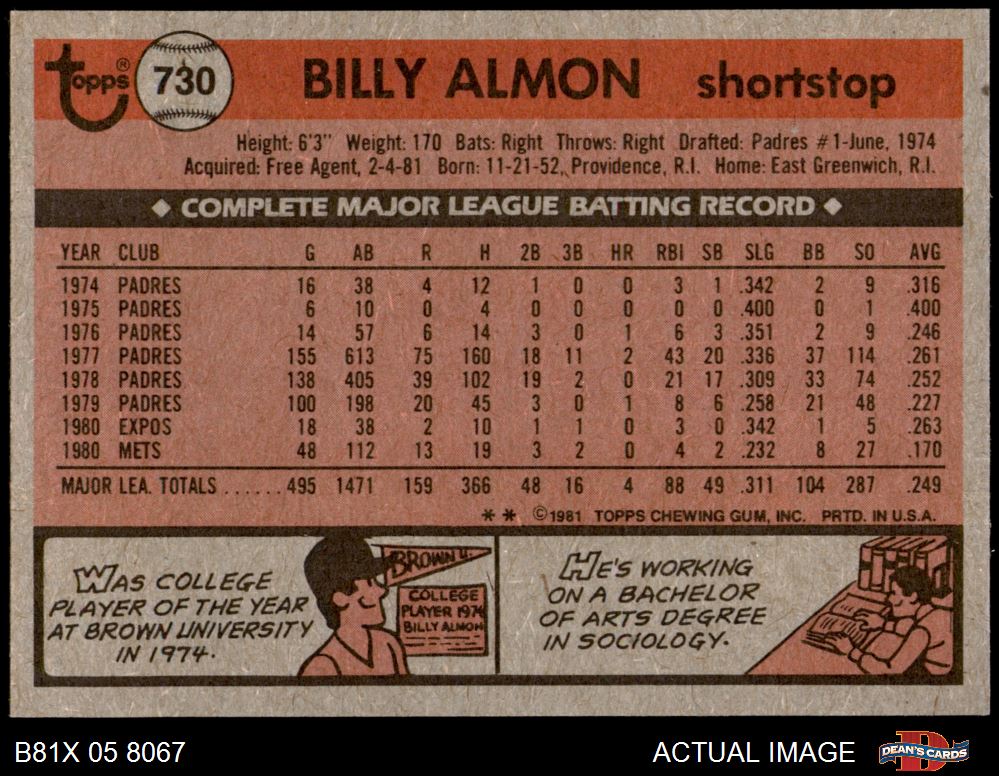 topps ® 730 BILLY ALMON shortstop
Height: 6'3" Weight: 170 Bats: Right Throws: Right Drafted: Padres #1-June, 1974
Acquired: Free Agent, 2-4-81 Born: 11-21-52, Providence, R.I. Home: East Greenwich, R.I.
◆ COMPLETE MAJOR LEAGUE BATTING RECORD ◆
YEAR CLUB G AB R H 2B 3B HR RBI SB SLG BB SO AVG
1974 PADRES 16 38 4 12 1 0 0 3 1 .342 2 9 .316
1975 PADRES 6 10 0 4 0 0 0 0 0 .400 0 1 .400
1976 PADRES 14 57 6 14 3 0 1 6 3 .351 2 9 .246
1977 PADRES 155 613 75 160 18 11 2 43 20 .336 37 114 .261
1978 PADRES 138 405 39 102 19 2 0 21 17 .309 33 74 .252
1979 PADRES 100 198 20 45 3 0 1 8 6 .258 21 48 .227
1980 EXPOS 18 38 2 10 1 1 0 3 0 .342 1 5 .263
1980 METS 48 112 13 19 3 2 0 4 2 .232 8 27 .170
MAJOR LEA. TOTALS ......495 1471 159 366 48 16 4 88 49 .311 104 287 .249
** ©1981 TOPPS CHEWING GUM, INC. PRTD. IN U.S.A.
WAS COLLEGE
PLAYER OF THE YEAR
AT BROWN UNIVERSITY
IN 1974.
BROWN U.
COLLEGE
PLAYER 1974
BILLY ALMON
HE'S WORKING
ON A BACHELOR
OF ARTS DEGREE
IN SOCIOLOGY.
B81X 05 8067 ACTUAL IMAGE DEAN'S CARDS